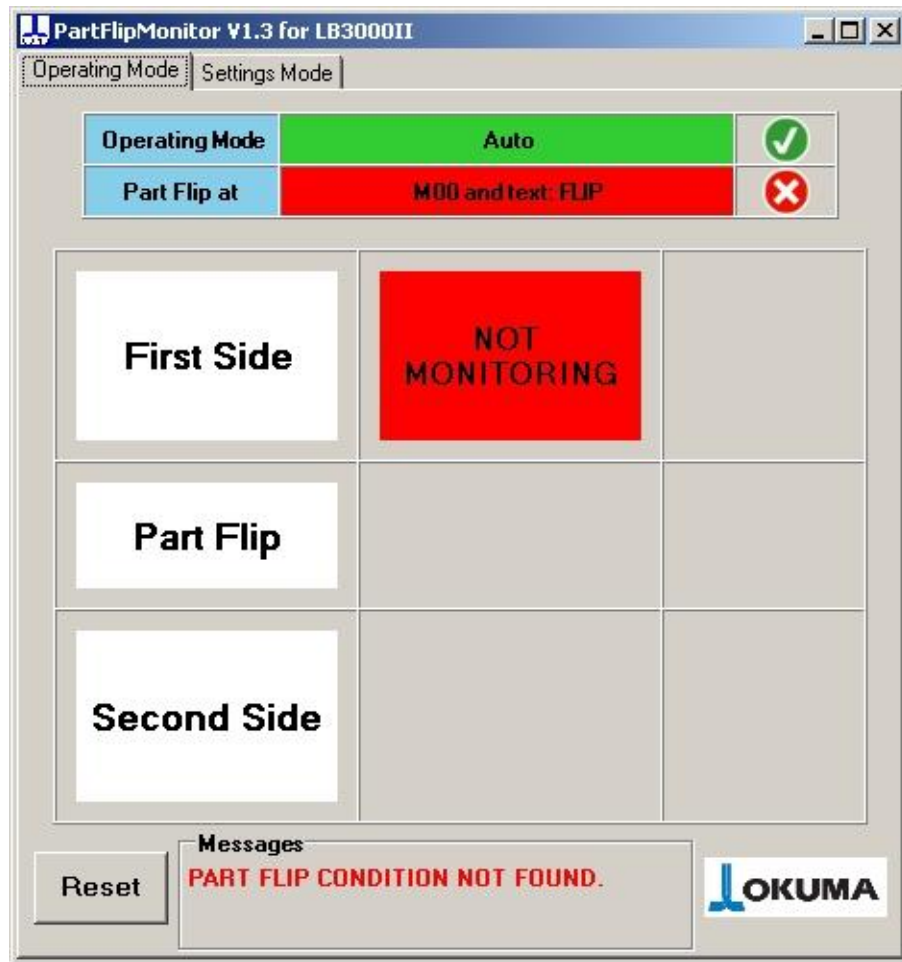 PartFlipMonitor V1.3 for LB3000II
Operating Mode Settings Mode
Operating Mode Auto
Part Flip at M00 and text: FLIP
First Side
NOT
MONITORING
Part Flip
Second Side
Messages
Reset
PART FLIP CONDITION NOT FOUND.
OKUMA